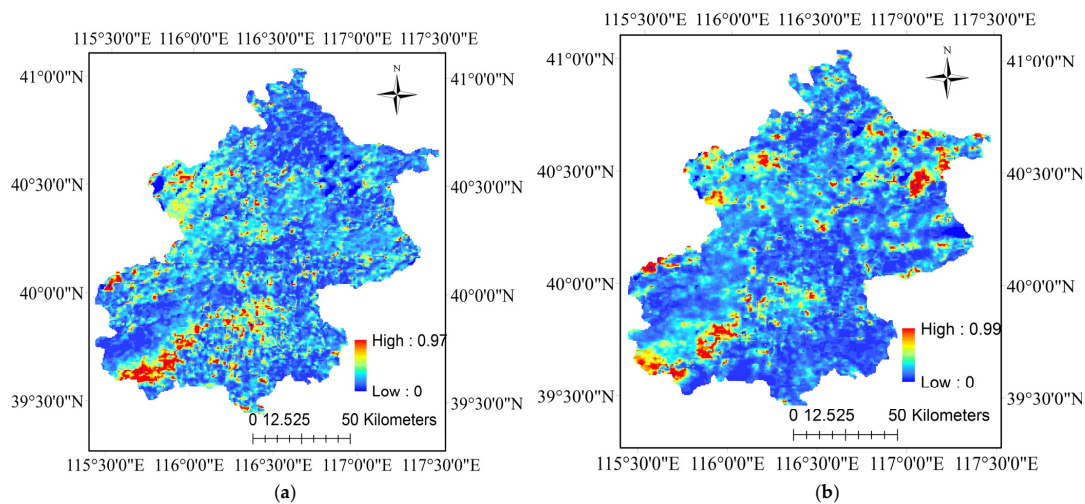 115°30'0"E 116°0'0"E 116°30'0"E 117°0'0"E 117°30'0"E
N
41°0'0"N 41°0'0"N
40°30'0"N 40°30'0"N
40°0'0"N 40°0'0"N
High : 0.97
Low : 0
39°30'0"N 39°30'0"N
0 12.525 50 Kilometers
115°30'0"E 116°0'0"E 116°30'0"E 117°0'0"E 117°30'0"E
(a)
115°30'0"E 116°0'0"E 116°30'0"E 117°0'0"E 117°30'0"E
N
41°0'0"N 41°0'0"N
40°30'0"N 40°30'0"N
40°0'0"N 40°0'0"N
High : 0.99
Low : 0
39°30'0"N 39°30'0"N
0 12.525 50 Kilometers
115°30'0"E 116°0'0"E 116°30'0"E 117°0'0"E 117°30'0"E
(b)